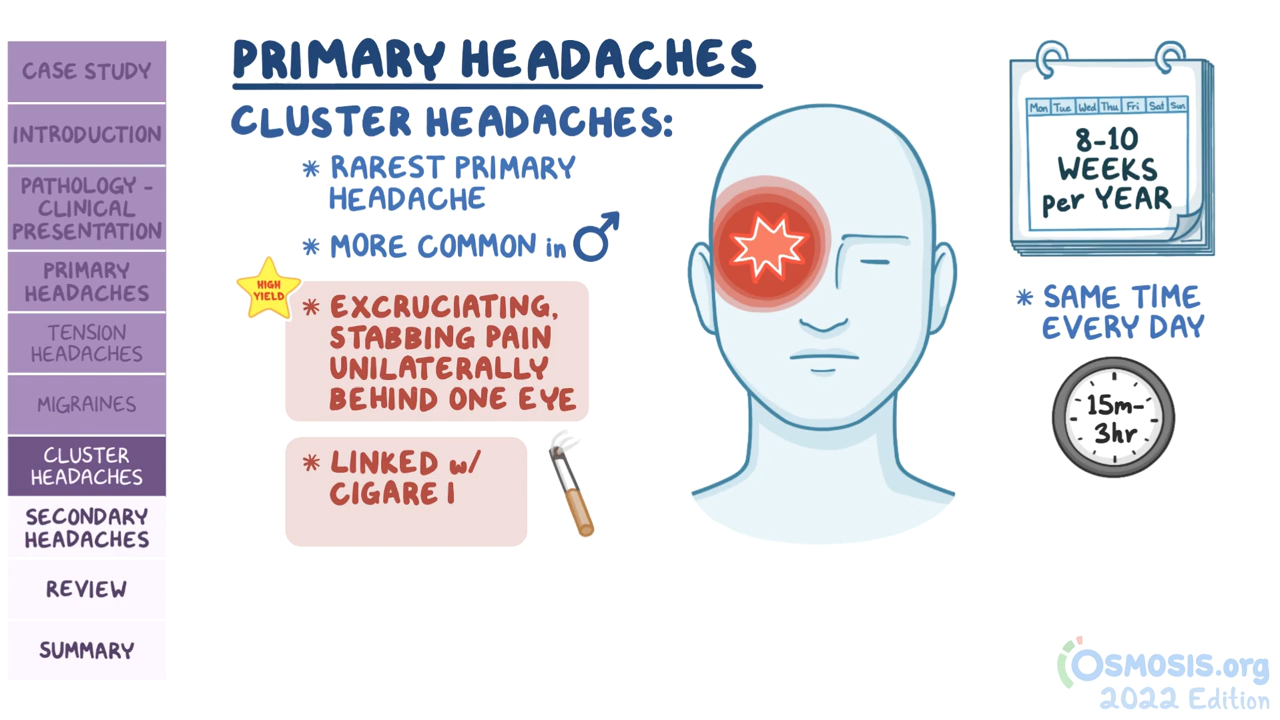 CASE STUDY
INTRODUCTION
PATHOLOGY -
CLINICAL
PRESENTATION
PRIMARY
HEADACHES
TENSION
HEADACHES
MIGRAINES
CLUSTER
HEADACHES
SECONDARY
HEADACHES
REVIEW
SUMMARY
PRIMARY HEADACHES
CLUSTER HEADACHES:
* RAREST PRIMARY
HEADACHE
* MORE COMMON in ♂
HIGH
YIELD
* EXCRUCIATING,
STABBING PAIN
UNILATERALLY
BEHIND ONE EYE
* LINKED w/
CIGARE I
Mon Tue Wed Thu Fri Sat Sun
8-10
WEEKS
per YEAR
* SAME TIME
EVERY DAY
15m-
3hr
OSMOSIS.org
2022 Edition